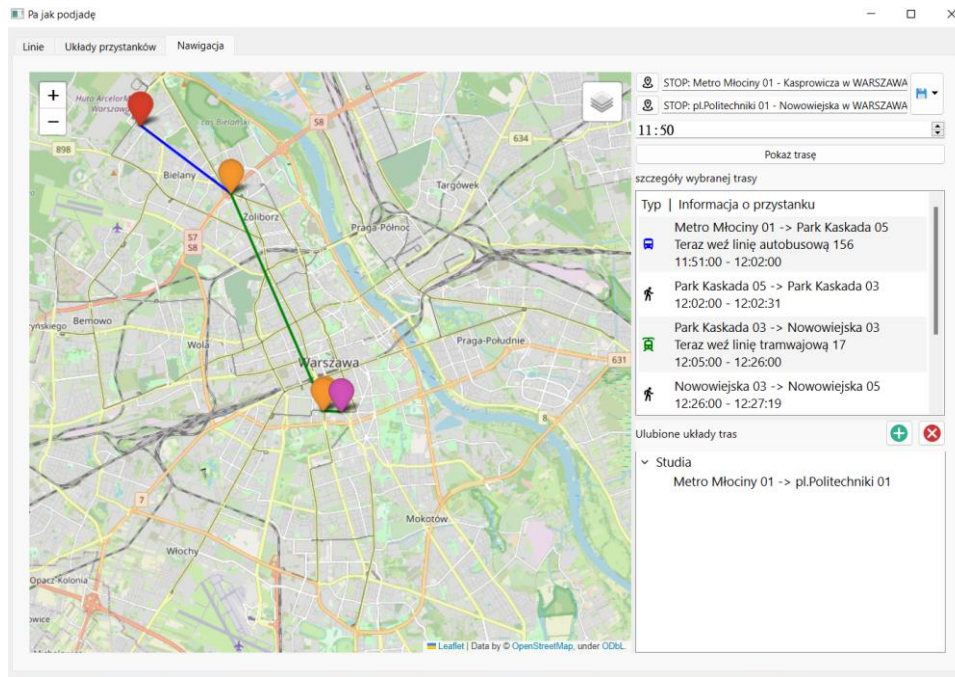 Pa jak podjadę
Linie Układy przystanków Nawigacja
+
−
Huta ArcelorMittal Warszawa
Las Bielański
S8
634
898
Bielany
Targówek
Żoliborz
Praga-Północ
S7
S8
Bemowo
Wola
Praga-Południe
Warszawa
631
7
Mokotów
Włochy
Opacz-Kolonia
Leaflet | Data by © OpenStreetMap, under ODbL.
STOP: Metro Młociny 01 - Kasprowicza w WARSZAWA
STOP: pl.Politechniki 01 - Nowowiejska w WARSZAWA
11:50
Pokaż trasę
szczegóły wybranej trasy
Typ | Informacja o przystanku
Metro Młociny 01 -> Park Kaskada 05
Teraz weź linię autobusową 156
11:51:00 - 12:02:00
Park Kaskada 05 -> Park Kaskada 03
12:02:00 - 12:02:31
Park Kaskada 03 -> Nowowiejska 03
Teraz weź linię tramwajową 17
12:05:00 - 12:26:00
Nowowiejska 03 -> Nowowiejska 05
12:26:00 - 12:27:19
Ulubione układy tras
Studia
Metro Młociny 01 -> pl.Politechniki 01